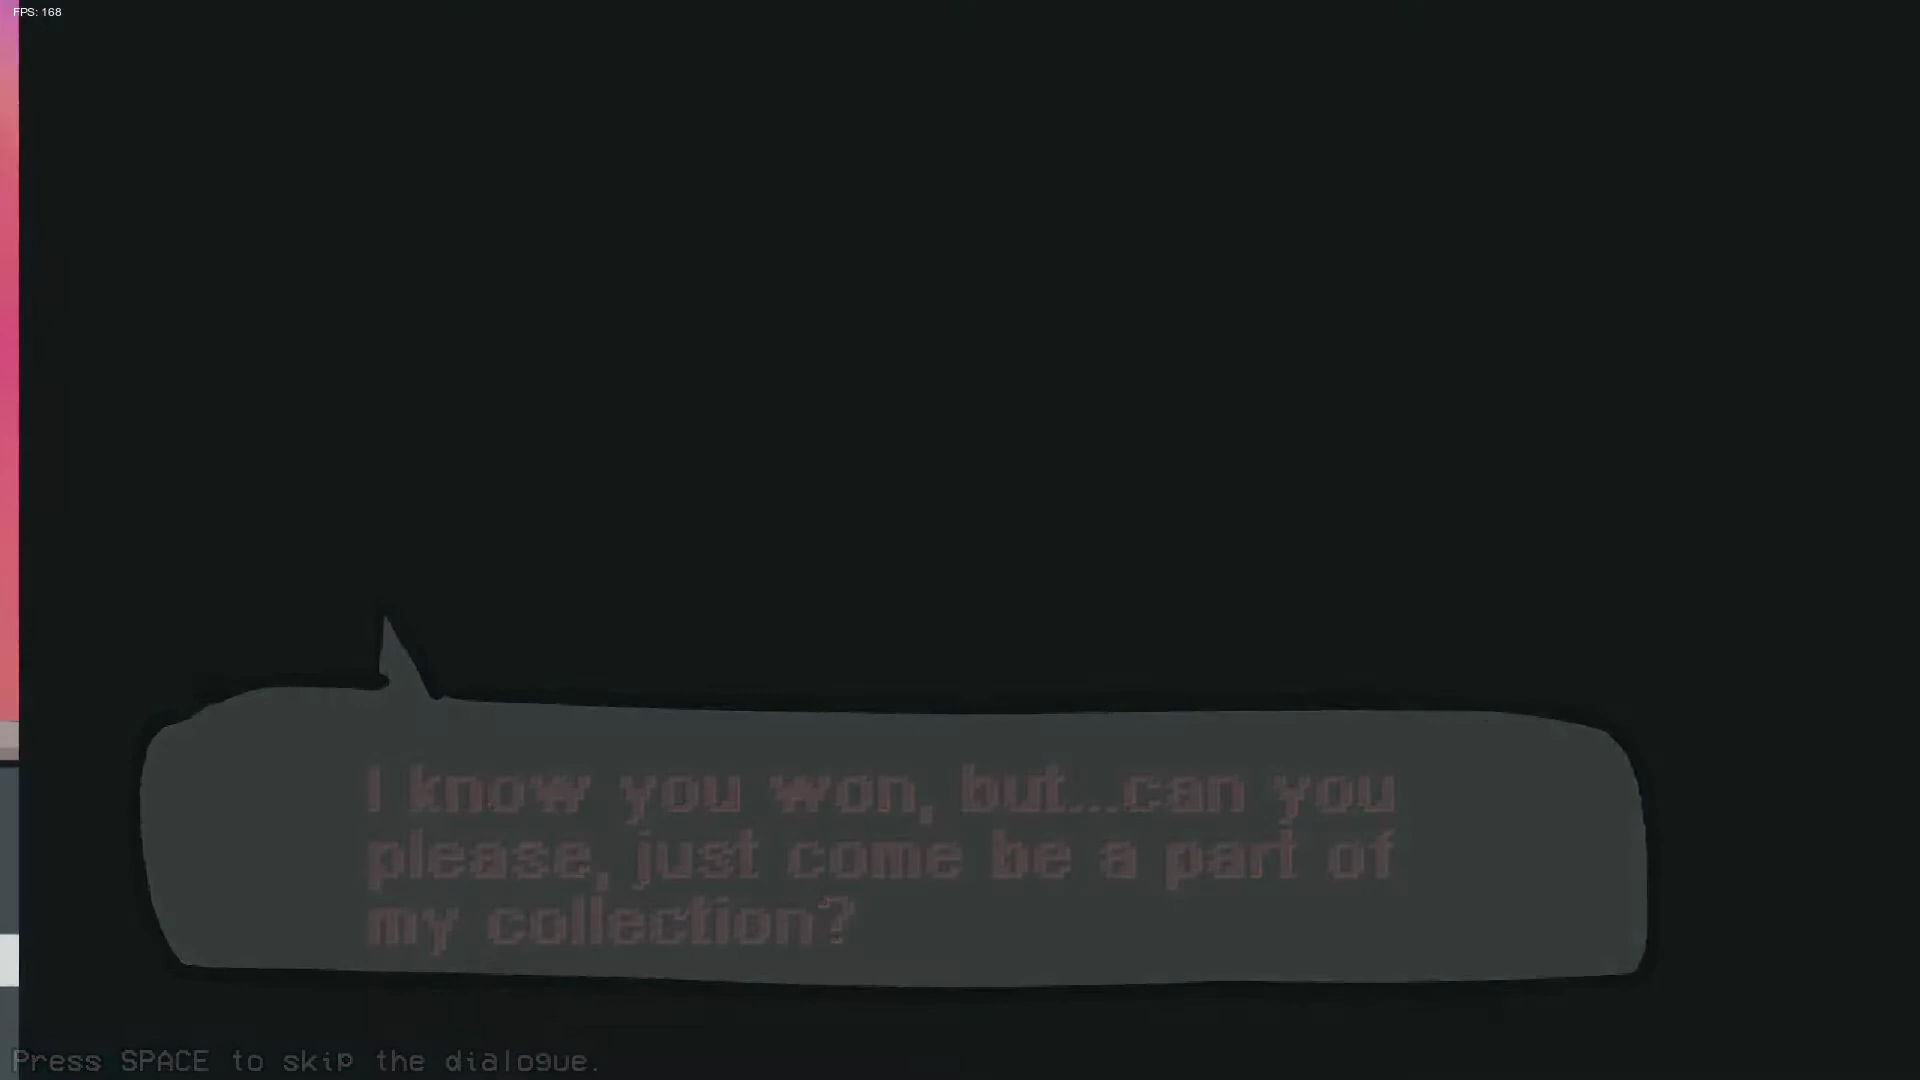 FPS: 168
I know you won, but...can you
please, just come be a part of
my collection?
Press SPACE to skip the dialogue.